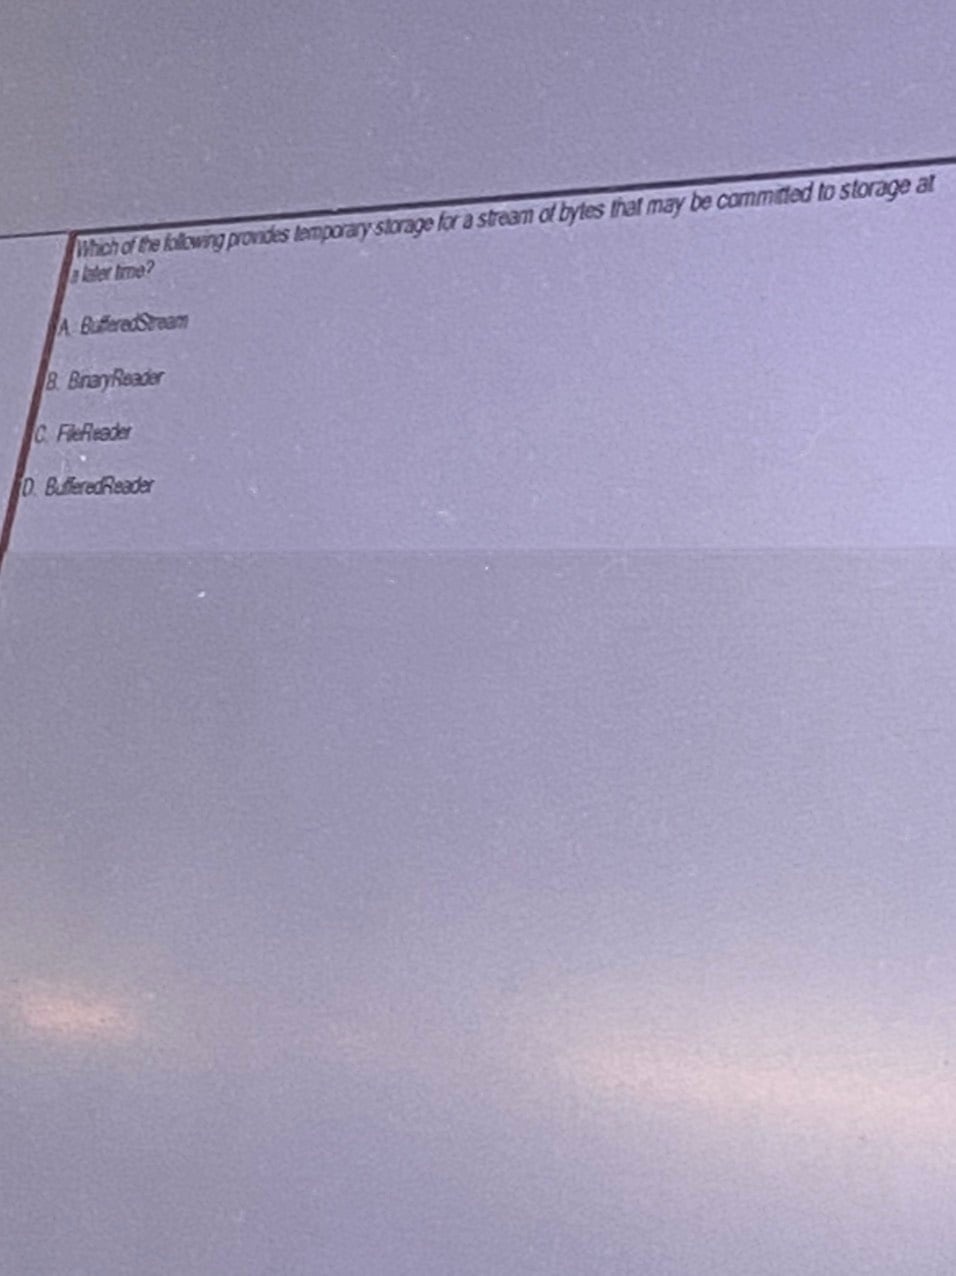 Which of the following provides temporary storage for a stream of bytes that may be committed to storage at
a later time?
A. BufferedStream
B. BinaryReader
C. FileReader
D. BufferedReader